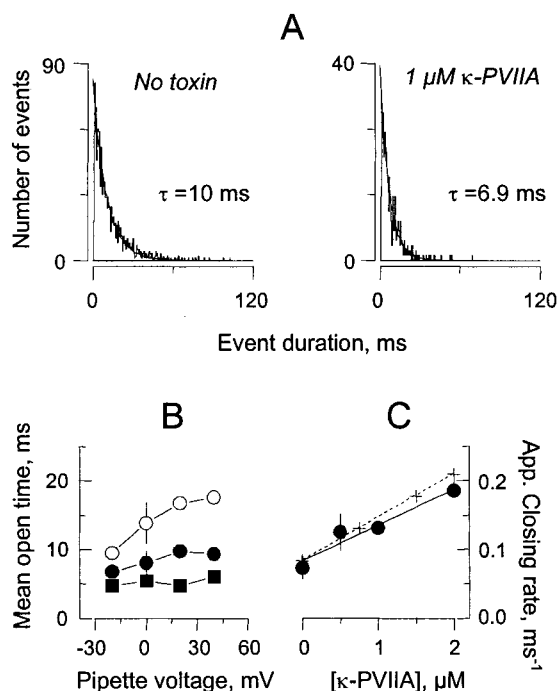 A
90
No toxin
τ =10 ms
Number of events
0
0
120
40
1 µM κ-PVIIA
τ =6.9 ms
0
0
120
Event duration, ms
B
Mean open time, ms
20
10
0
-30
0
30
60
Pipette voltage, mV
C
0.2
0.1
0.0
App. Closing rate, ms-1
0
1
2
[κ-PVIIA], µM